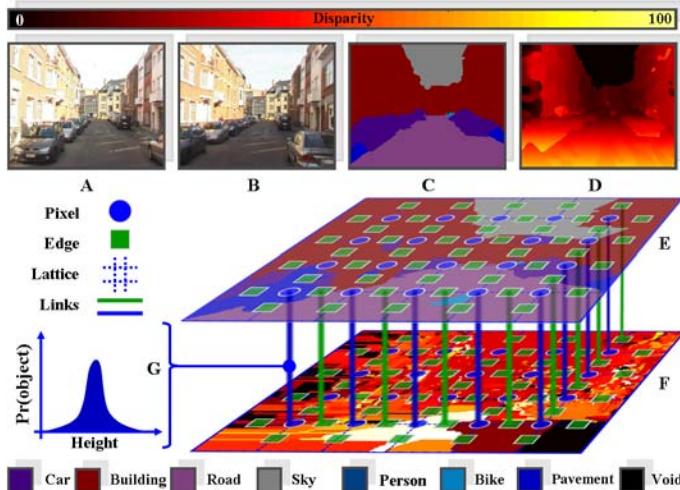 0 Disparity 100
A B C D
Pixel
Edge
Lattice
Links
E
G
F
Pr(object)
Height
Car Building Road Sky Person Bike Pavement Void